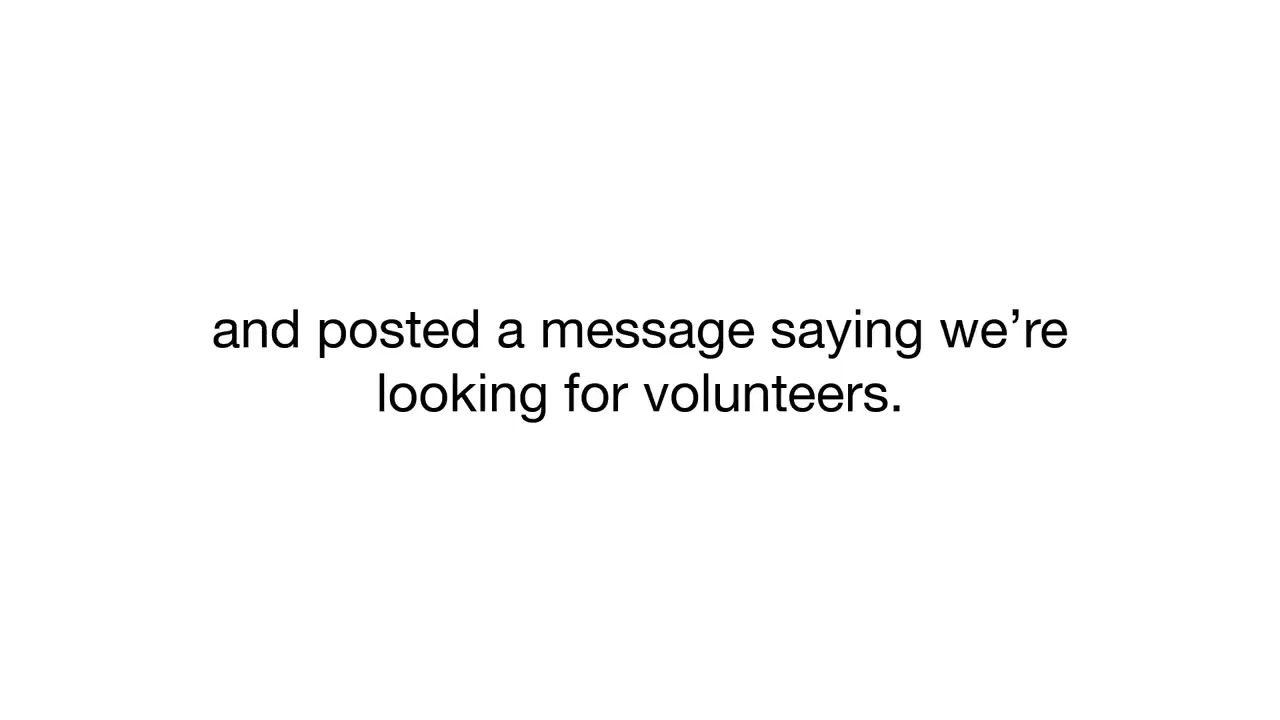 and posted a message saying we’re
looking for volunteers.